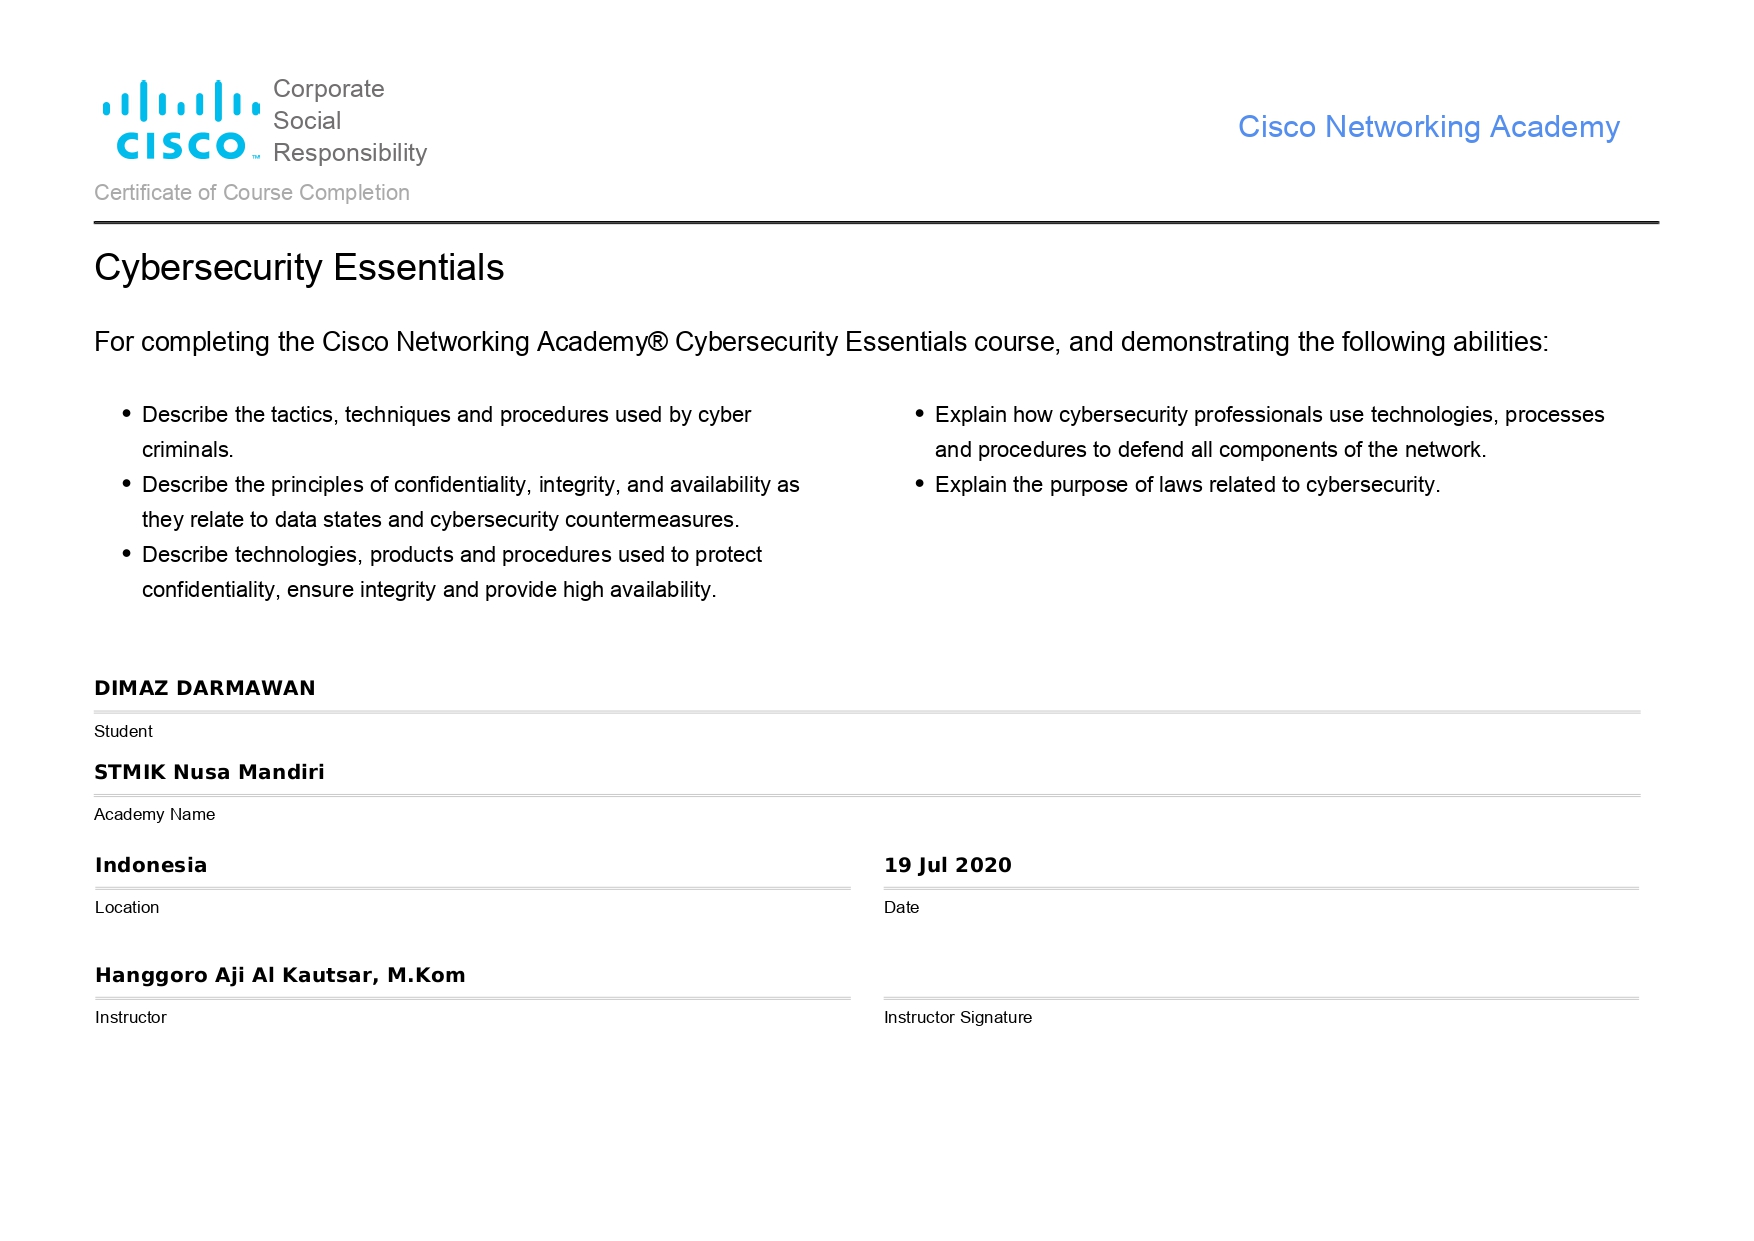 Corporate
Social
Responsibility
CISCO™
Cisco Networking Academy
Certificate of Course Completion
Cybersecurity Essentials
For completing the Cisco Networking Academy® Cybersecurity Essentials course, and demonstrating the following abilities:
• Describe the tactics, techniques and procedures used by cyber
criminals.
• Describe the principles of confidentiality, integrity, and availability as
they relate to data states and cybersecurity countermeasures.
• Describe technologies, products and procedures used to protect
confidentiality, ensure integrity and provide high availability.
• Explain how cybersecurity professionals use technologies, processes
and procedures to defend all components of the network.
• Explain the purpose of laws related to cybersecurity.
DIMAZ DARMAWAN
Student
STMIK Nusa Mandiri
Academy Name
Indonesia
Location
19 Jul 2020
Date
Hanggoro Aji Al Kautsar, M.Kom
Instructor
Instructor Signature